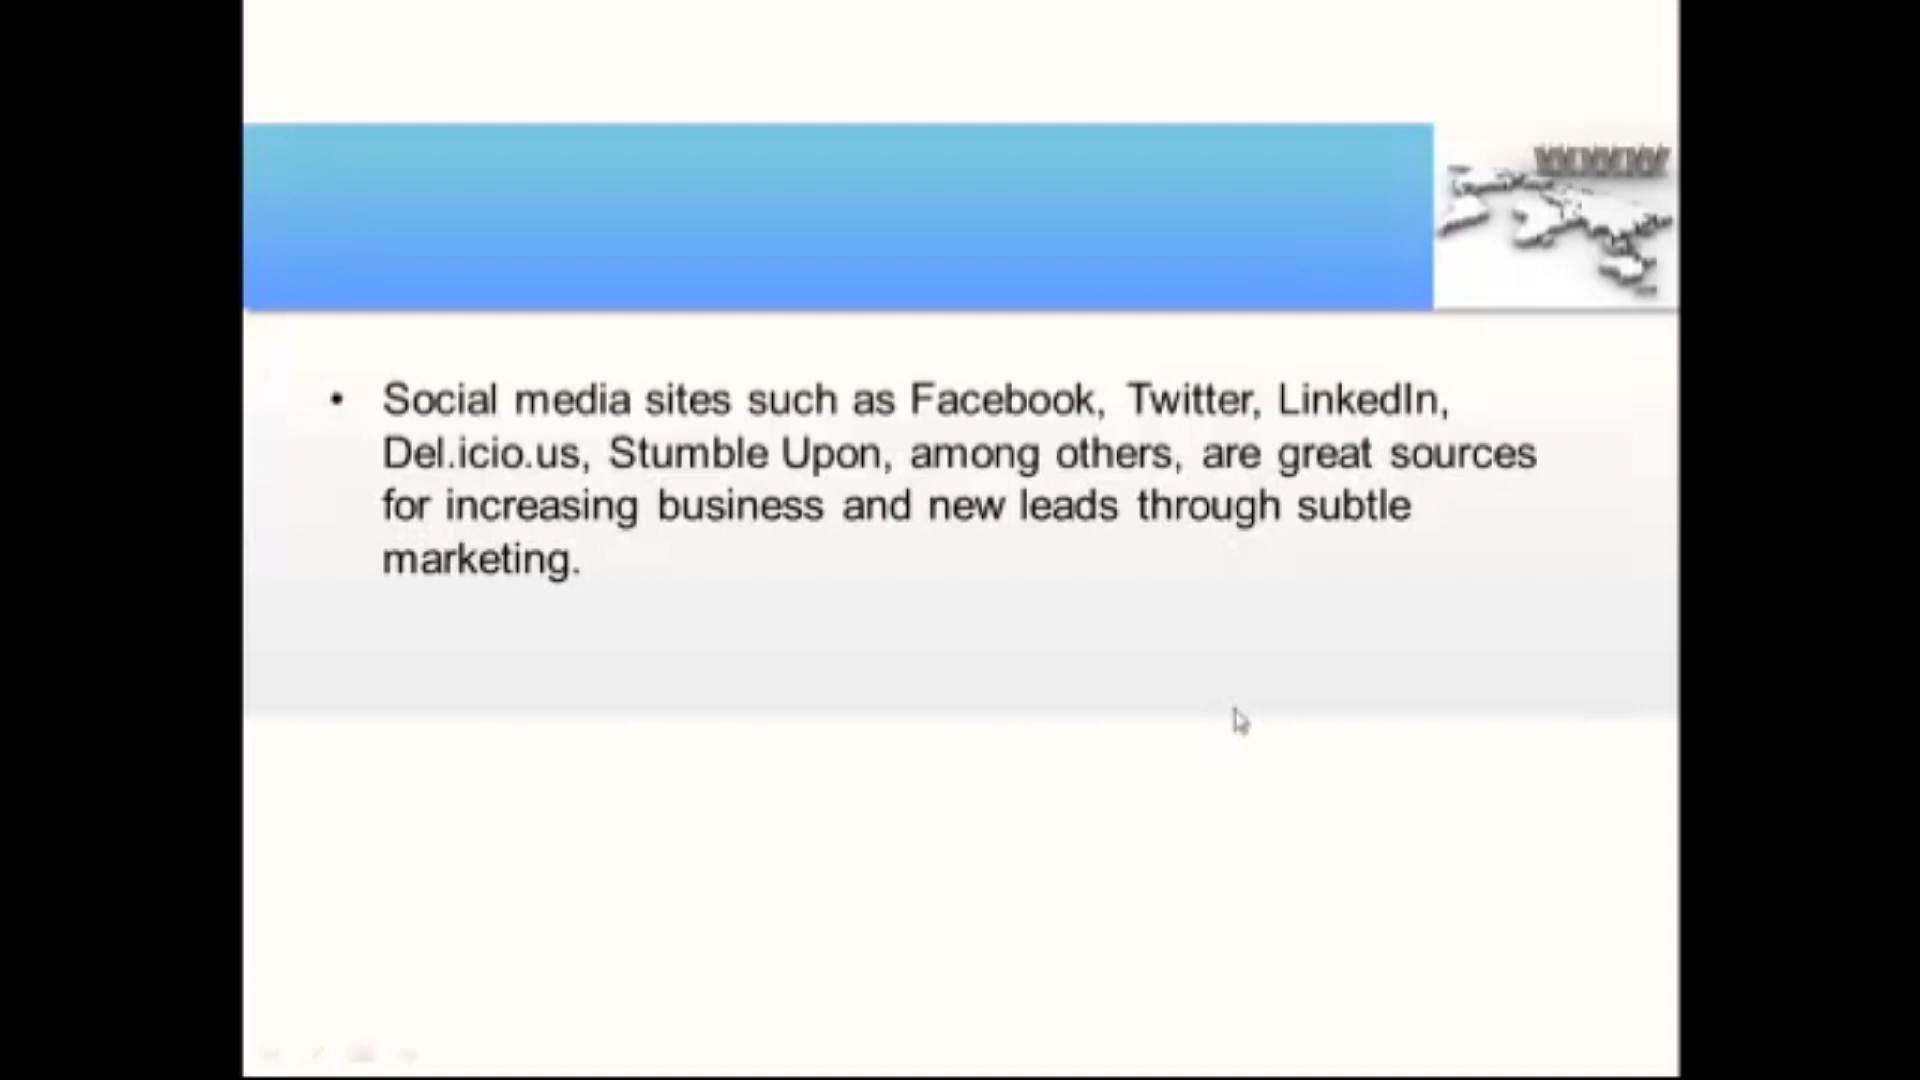 WWW
• Social media sites such as Facebook, Twitter, LinkedIn,
Del.icio.us, Stumble Upon, among others, are great sources
for increasing business and new leads through subtle
marketing.